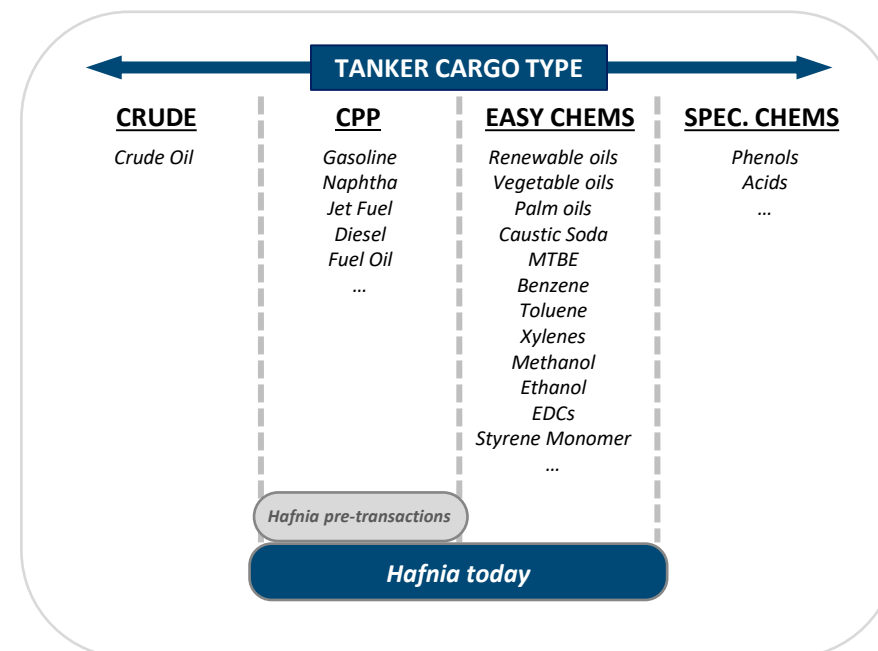 TANKER CARGO TYPE
CRUDE
Crude Oil
CPP
Gasoline
Naphtha
Jet Fuel
Diesel
Fuel Oil
…
EASY CHEMS
Renewable oils
Vegetable oils
Palm oils
Caustic Soda
MTBE
Benzene
Toluene
Xylenes
Methanol
Ethanol
EDCs
Styrene Monomer
…
SPEC. CHEMS
Phenols
Acids
…
Hafnia pre-transactions
Hafnia today